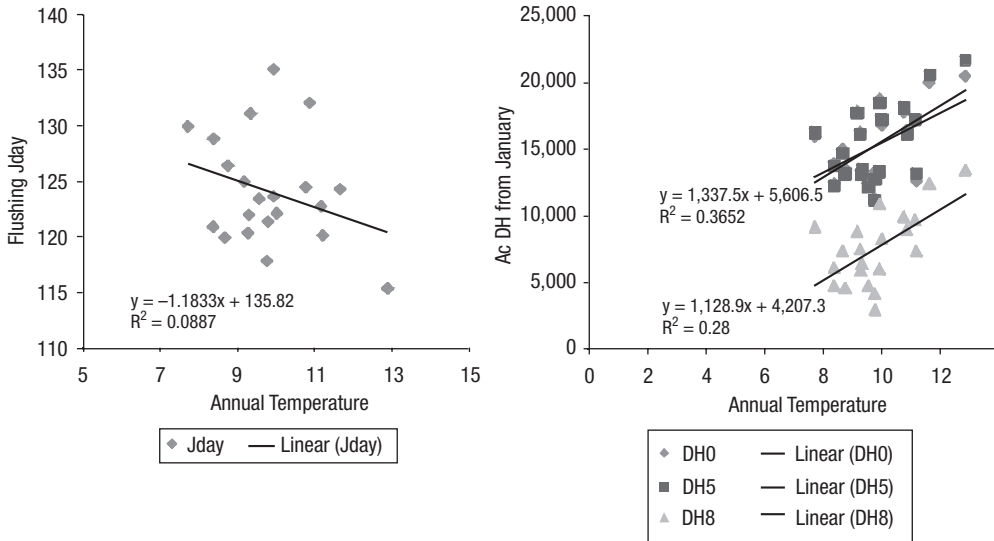 140
135
130
125
120
115
110
Flushing Jday
y = –1.1833x + 135.82
R² = 0.0887
5
7
9
11
13
15
Annual Temperature
Jday
Linear (Jday)
25,000
20,000
15,000
10,000
5,000
0
Ac DH from January
y = 1,337.5x + 5,606.5
R² = 0.3652
y = 1,128.9x + 4,207.3
R² = 0.28
0
2
4
6
8
10
12
Annual Temperature
DH0
Linear (DH0)
DH5
Linear (DH5)
DH8
Linear (DH8)